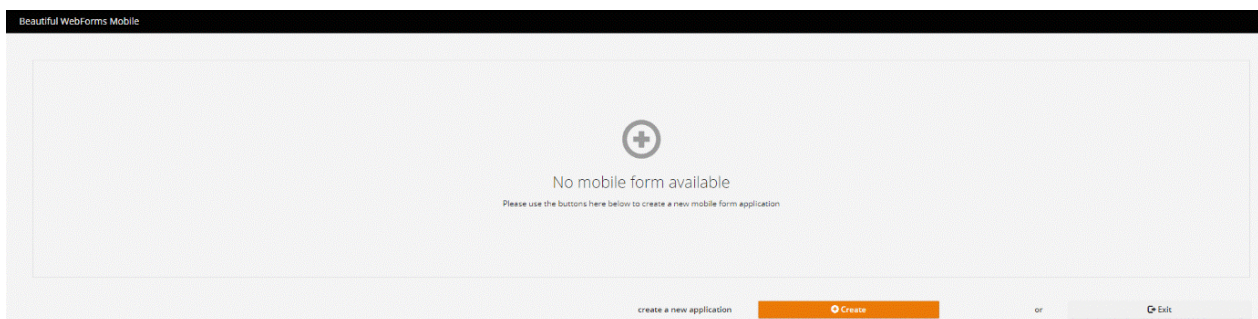 Beautiful WebForms Mobile
No mobile form available
Please use the buttons here below to create a new mobile form application
create a new application Create or Exit